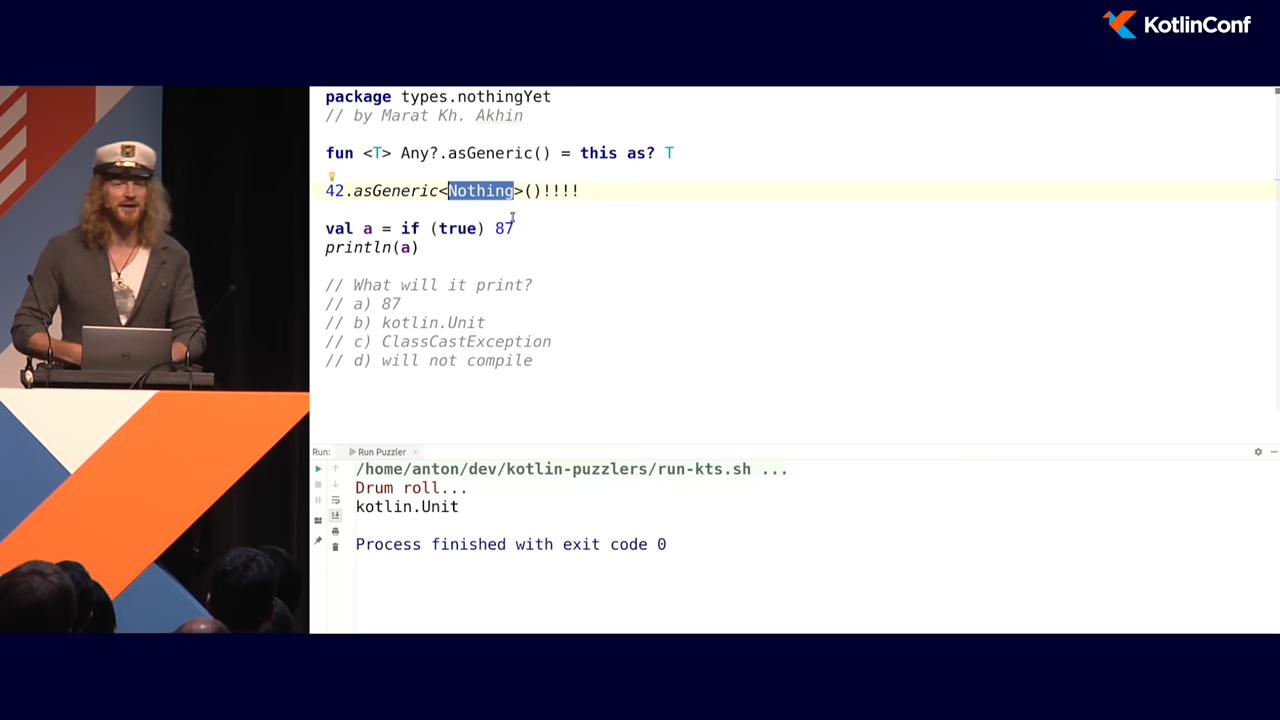 KotlinConf
package types.nothingYet
// by Marat Kh. Akhin
fun <T> Any?.asGeneric() = this as? T
42.asGeneric<Nothing>()!!!!
val a = if (true) 87
println(a)
// What will it print?
// a) 87
// b) kotlin.Unit
// c) ClassCastException
// d) will not compile
Run: Run Puzzler
/home/anton/dev/kotlin-puzzlers/run-kts.sh ...
Drum roll...
kotlin.Unit
Process finished with exit code 0